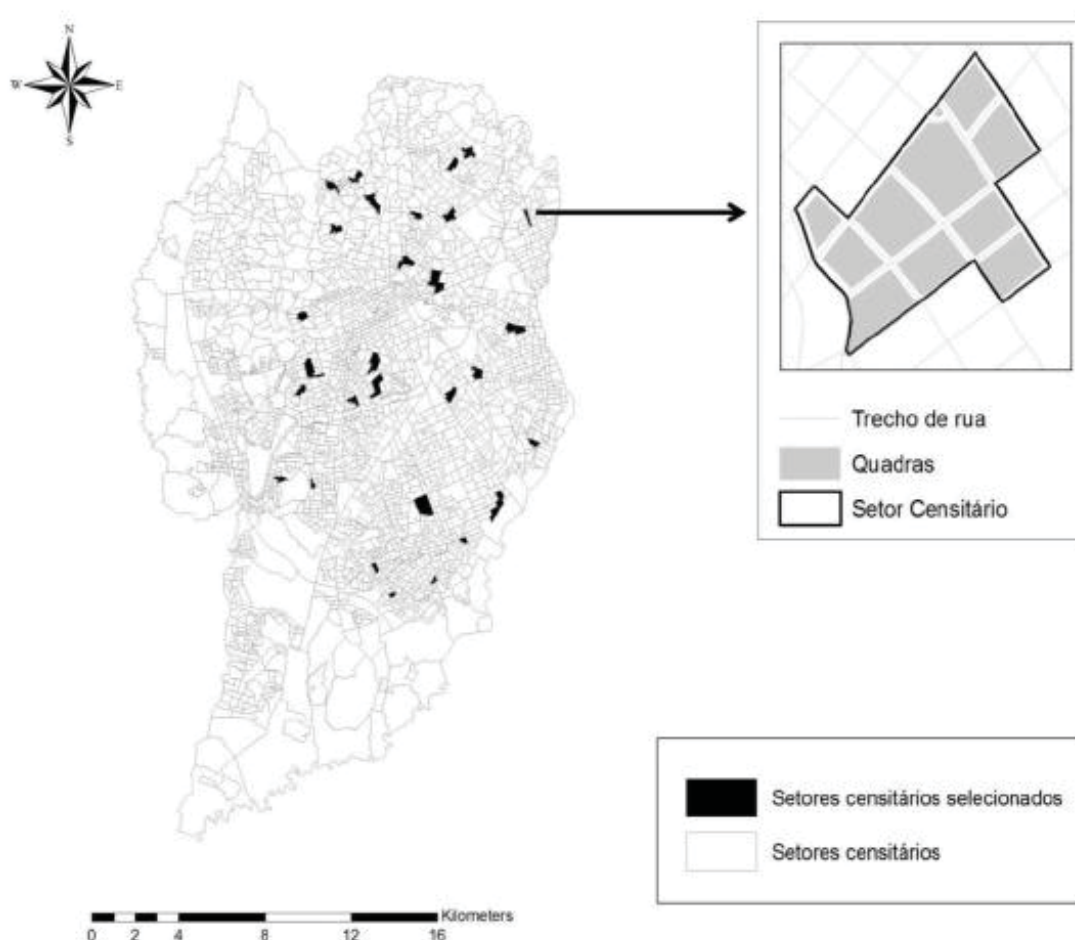 N
W E
S
Trecho de rua
Quadras
Setor Censitário
Setores censitários selecionados
Setores censitários
Kilometers
0 2 4 8 12 16